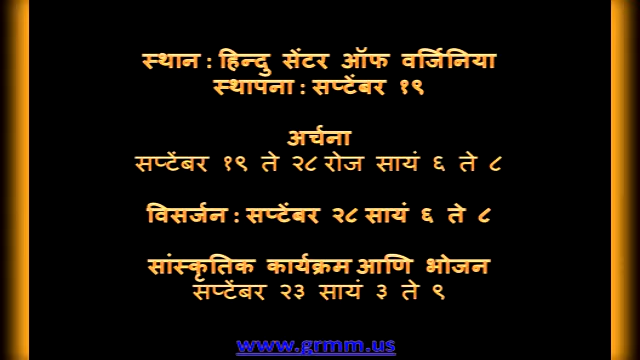 स्थान : हिन्दु सेंटर ऑफ वर्जिनिया
स्थापना : सप्टेंबर १९
अर्चना
सप्टेंबर १९ ते २८ रोज सायं ६ ते ८
विसर्जन : सप्टेंबर २८ सायं ६ ते ८
सांस्कृतिक कार्यक्रम आणि भोजन
सप्टेंबर २३ सायं ३ ते ९
www.grmm.us